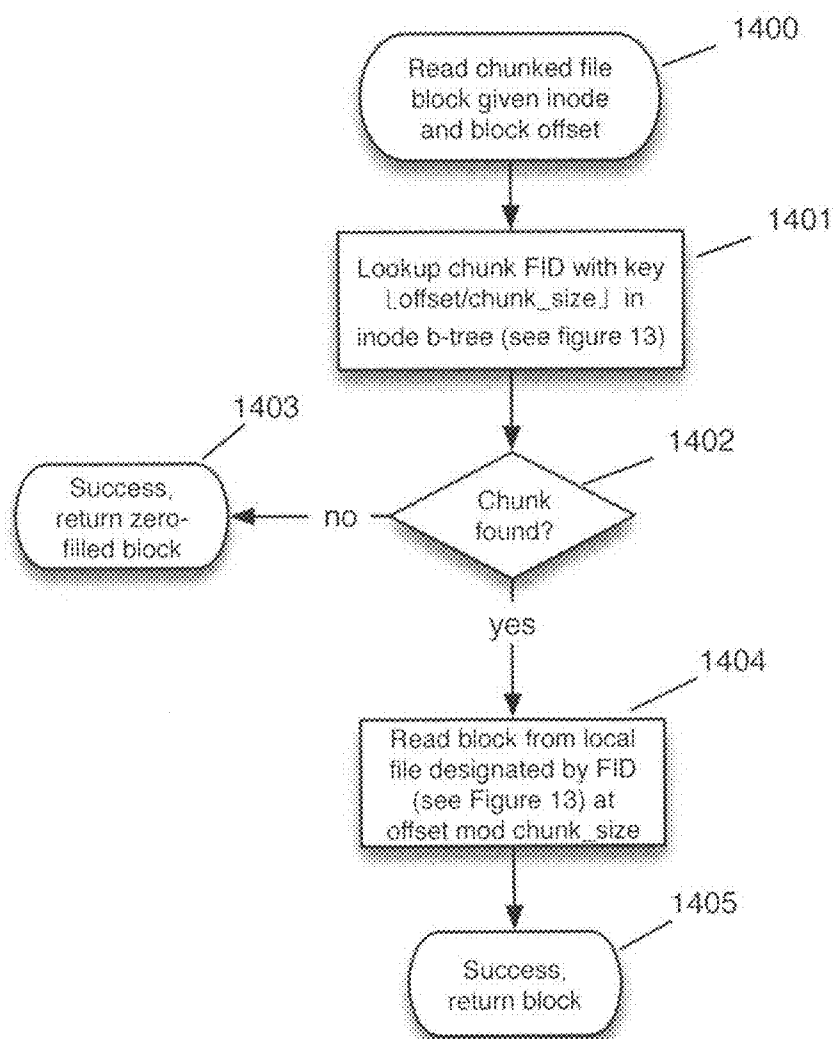 1400
Read chunked file
block given inode
and block offset
1401
Lookup chunk FID with key
⌊offset/chunk_size⌋ in
inode b-tree (see figure 13)
1402
Chunk
found?
no
1403
Success,
return zero-
filled block
yes
1404
Read block from local
file designated by FID
(see Figure 13) at
offset mod chunk_size
1405
Success,
return block